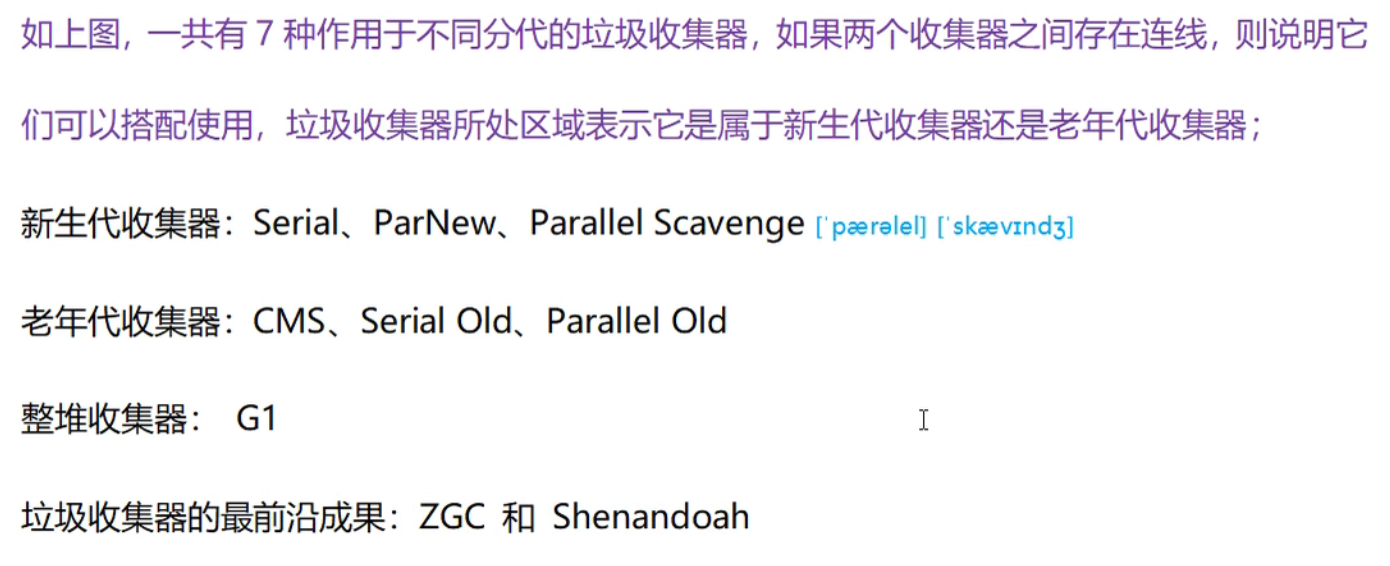 如上图，一共有 7 种作用于不同分代的垃圾收集器，如果两个收集器之间存在连线，则说明它
们可以搭配使用，垃圾收集器所处区域表示它是属于新生代收集器还是老年代收集器；
新生代收集器：Serial、ParNew、Parallel Scavenge [ˈpærəlel] [ˈskævɪndʒ]
老年代收集器：CMS、Serial Old、Parallel Old
整堆收集器： G1
垃圾收集器的最前沿成果：ZGC 和 Shenandoah